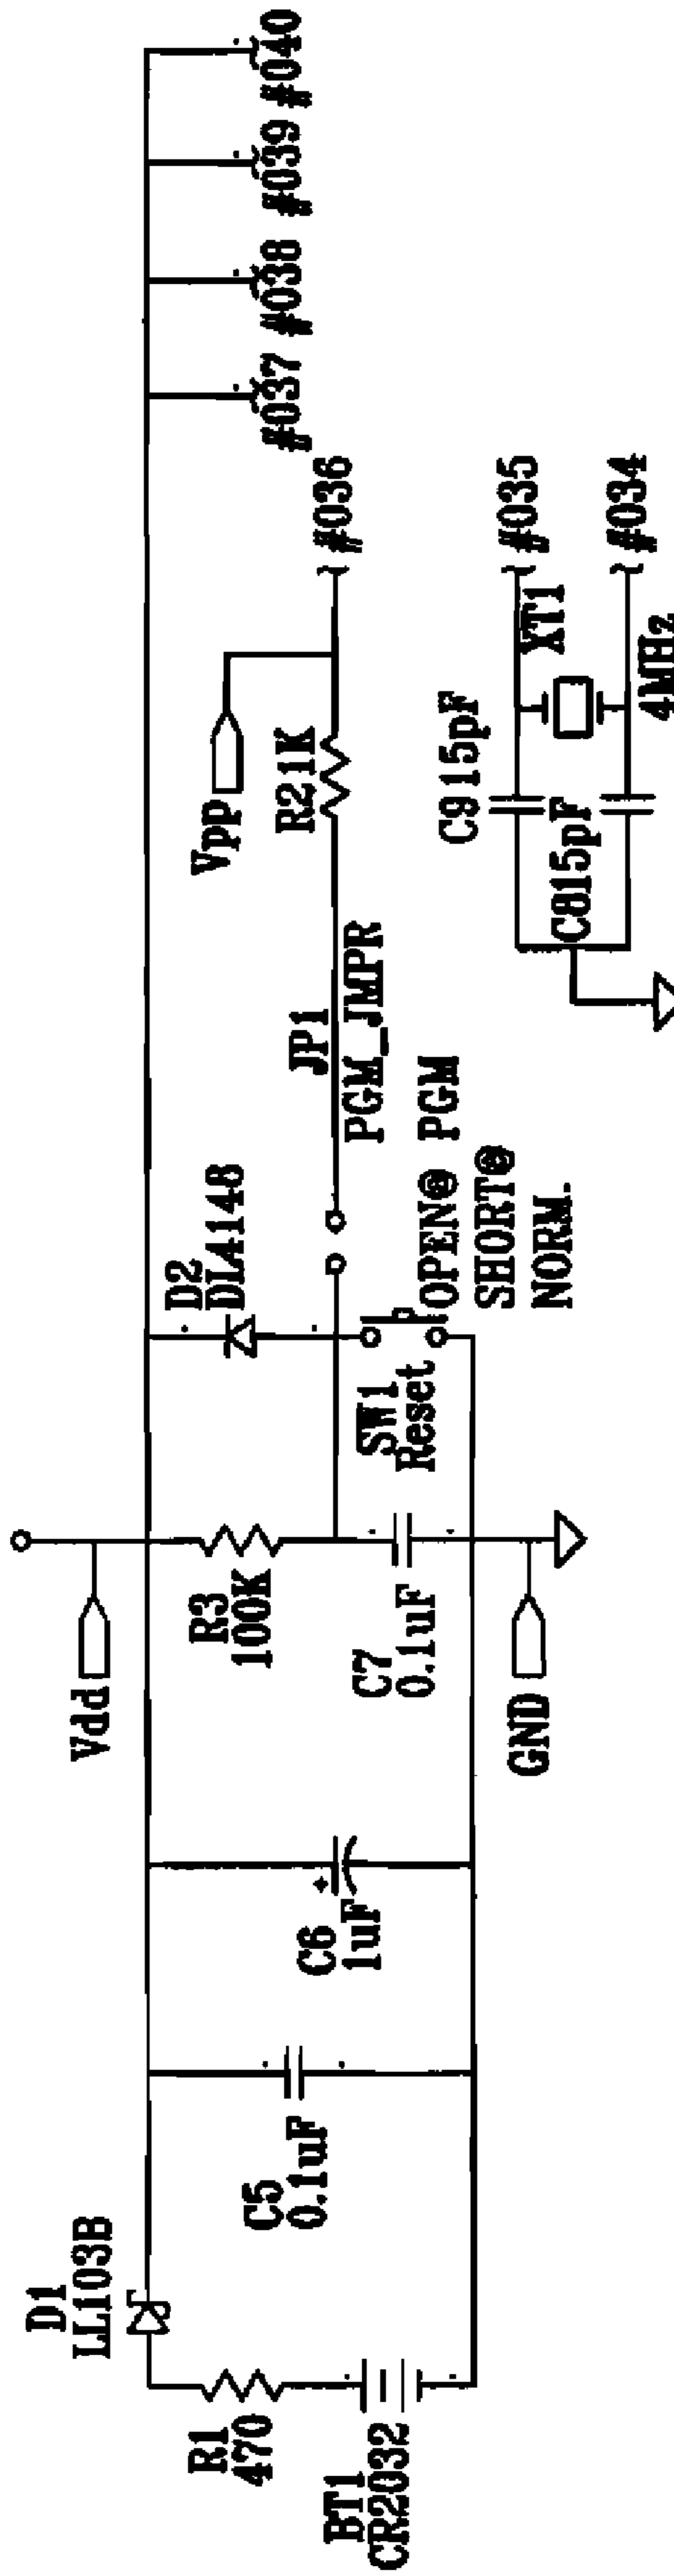 D1
LL103B
R1
470
BT1
CR2032
C5
0.1uF
C6
1uF
Vdd
R3
100K
C7
0.1uF
GND
D2
DL4148
SW1
Reset
OPEN@ PGM
SHORT@
NORM.
JP1
PGM_JMPR
Vpp
R2 1K
#036
#037
#038
#039
#040
C9 15pF
C8 15pF
XT1
4MHz
#035
#034